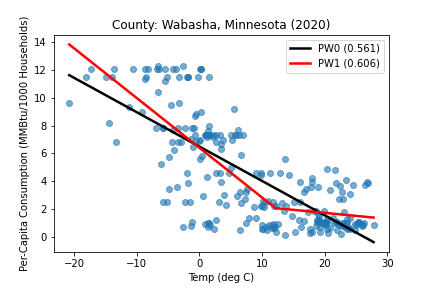 County: Wabasha, Minnesota (2020)
PW0 (0.561)
PW1 (0.606)
Per-Capita Consumption (MMBtu/1000 Households)
14
12
10
8
6
4
2
0
−20
−10
0
10
20
30
Temp (deg C)